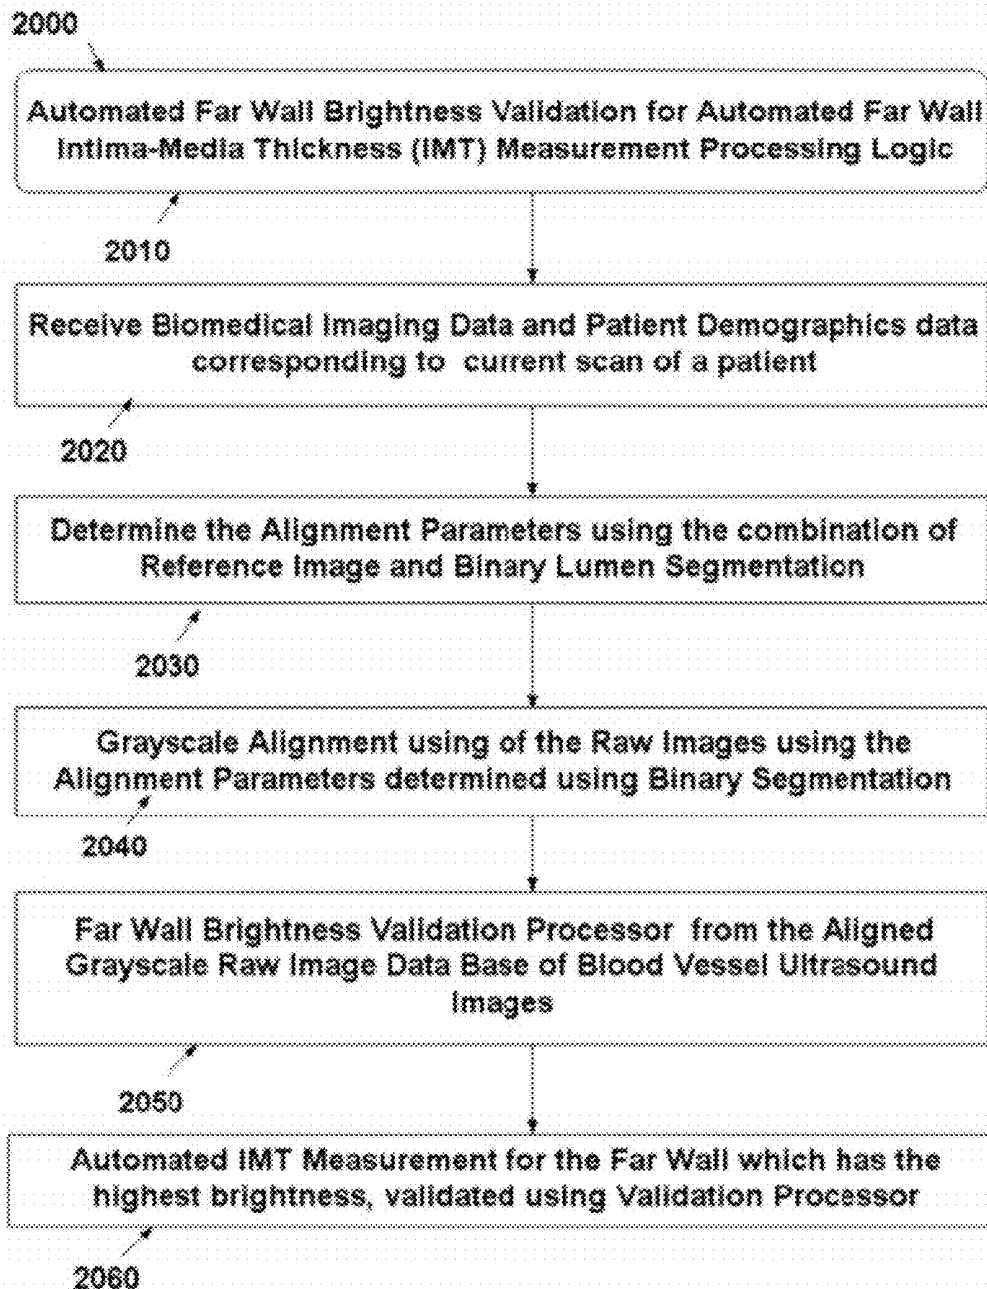 2000
Automated Far Wall Brightness Validation for Automated Far Wall
Intima-Media Thickness (IMT) Measurement Processing Logic
2010
Receive Biomedical Imaging Data and Patient Demographics data
corresponding to current scan of a patient
2020
Determine the Alignment Parameters using the combination of
Reference Image and Binary Lumen Segmentation
2030
Grayscale Alignment using of the Raw Images using the
Alignment Parameters determined using Binary Segmentation
2040
Far Wall Brightness Validation Processor from the Aligned
Grayscale Raw Image Data Base of Blood Vessel Ultrasound
Images
2050
Automated IMT Measurement for the Far Wall which has the
highest brightness, validated using Validation Processor
2060